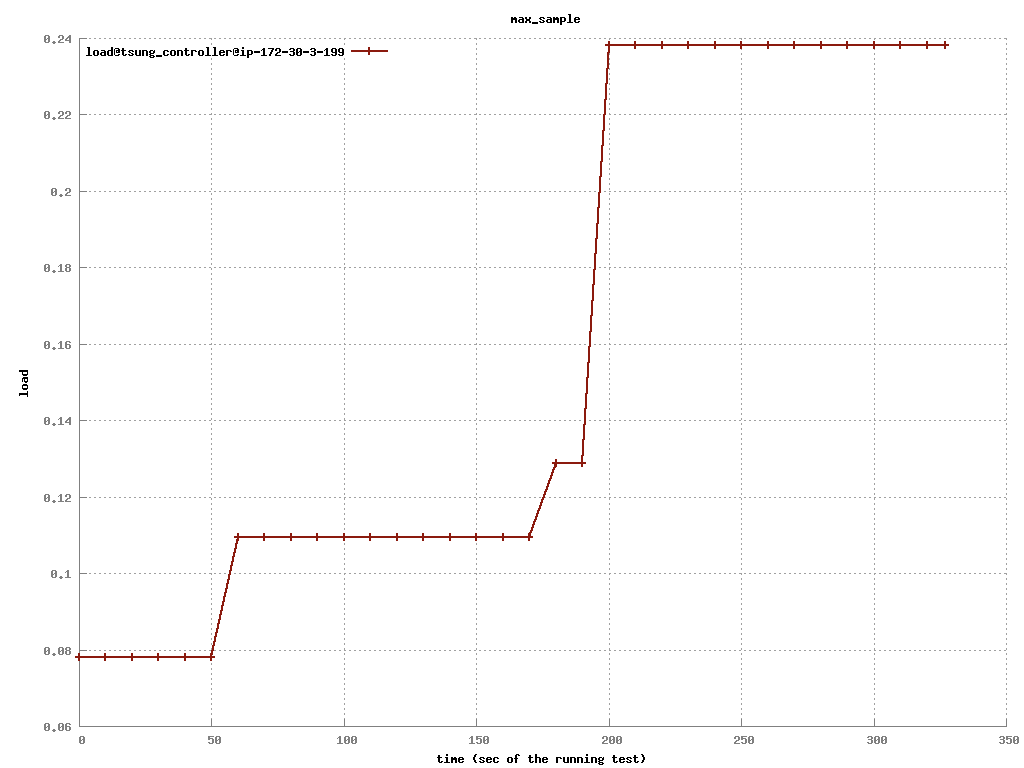 max_sample
load@tsung_controller@ip-172-30-3-199
0.24
0.22
0.2
0.18
0.16
0.14
0.12
0.1
0.08
0.06
load
0 50 100 150 200 250 300 350
time (sec of the running test)